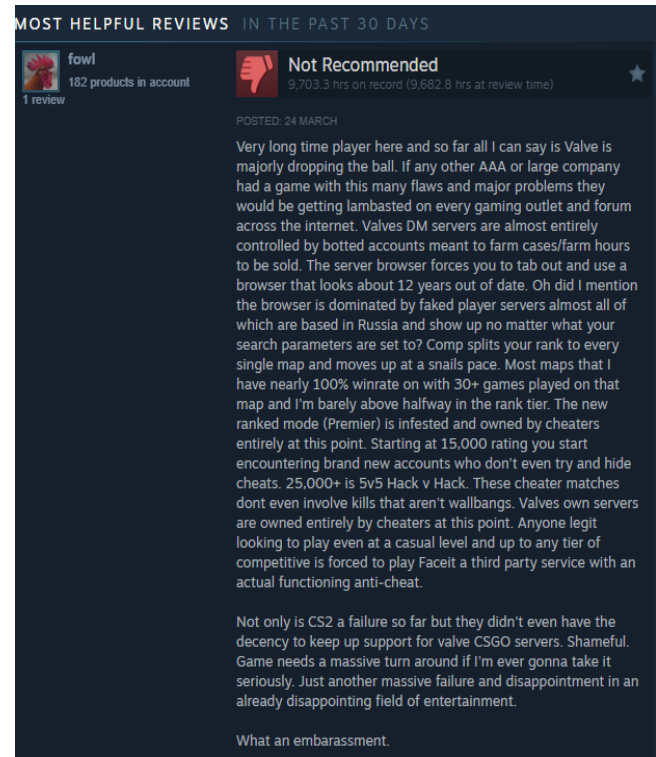 MOST HELPFUL REVIEWS IN THE PAST 30 DAYS
fowl
182 products in account
1 review
Not Recommended
9,703.3 hrs on record (9,682.8 hrs at review time)
POSTED: 24 MARCH
Very long time player here and so far all I can say is Valve is
majorly dropping the ball. If any other AAA or large company
had a game with this many flaws and major problems they
would be getting lambasted on every gaming outlet and forum
across the internet. Valves DM servers are almost entirely
controlled by botted accounts meant to farm cases/farm hours
to be sold. The server browser forces you to tab out and use a
browser that looks about 12 years out of date. Oh did I mention
the browser is dominated by faked player servers almost all of
which are based in Russia and show up no matter what your
search parameters are set to? Comp splits your rank to every
single map and moves up at a snails pace. Most maps that I
have nearly 100% winrate on with 30+ games played on that
map and I'm barely above halfway in the rank tier. The new
ranked mode (Premier) is infested and owned by cheaters
entirely at this point. Starting at 15,000 rating you start
encountering brand new accounts who don't even try and hide
cheats. 25,000+ is 5v5 Hack v Hack. These cheater matches
dont even involve kills that aren't wallbangs. Valves own servers
are owned entirely by cheaters at this point. Anyone legit
looking to play even at a casual level and up to any tier of
competitive is forced to play Faceit a third party service with an
actual functioning anti-cheat.
Not only is CS2 a failure so far but they didn't even have the
decency to keep up support for valve CSGO servers. Shameful.
Game needs a massive turn around if I'm ever gonna take it
seriously. Just another massive failure and disappointment in an
already disappointing field of entertainment.
What an embarassment.